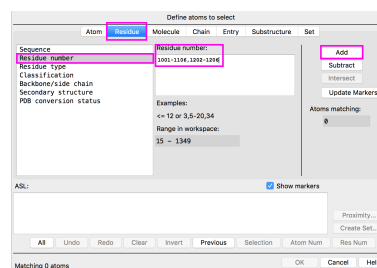 Define atoms to select
Atom Residue Molecule Chain Entry Substructure Set
Sequence
Residue number
Residue type
Classification
Backbone/side chain
Secondary structure
PDB conversion status
Residue number:
1001-1106,1202-1206
Examples:
<= 12 or 3,5-20,34
Range in workspace:
15 – 1349
Add
Subtract
Intersect
Update Markers
Atoms matching:
0
ASL:
Show markers
Proximity...
Create Set..
All Undo Redo Clear Invert Previous Selection Atom Num Res Num
Matching 0 atoms
OK Cancel Hel